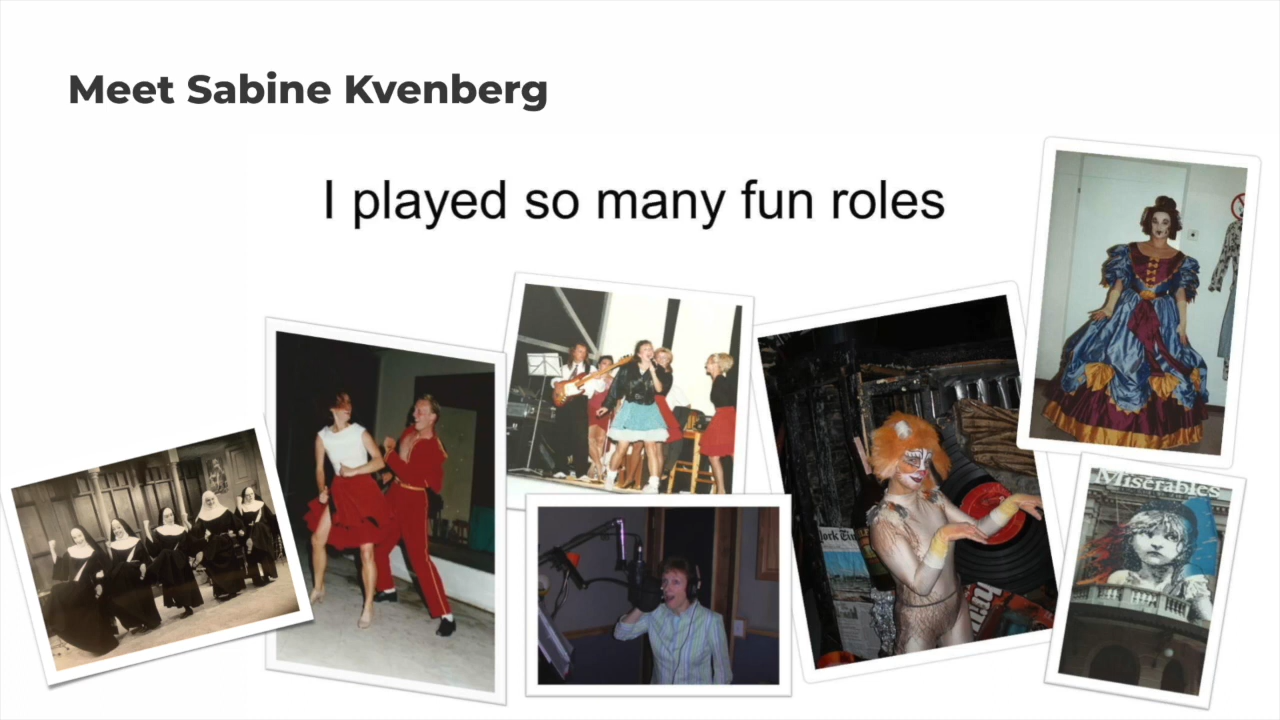 Meet Sabine Kvenberg
I played so many fun roles
Misérables